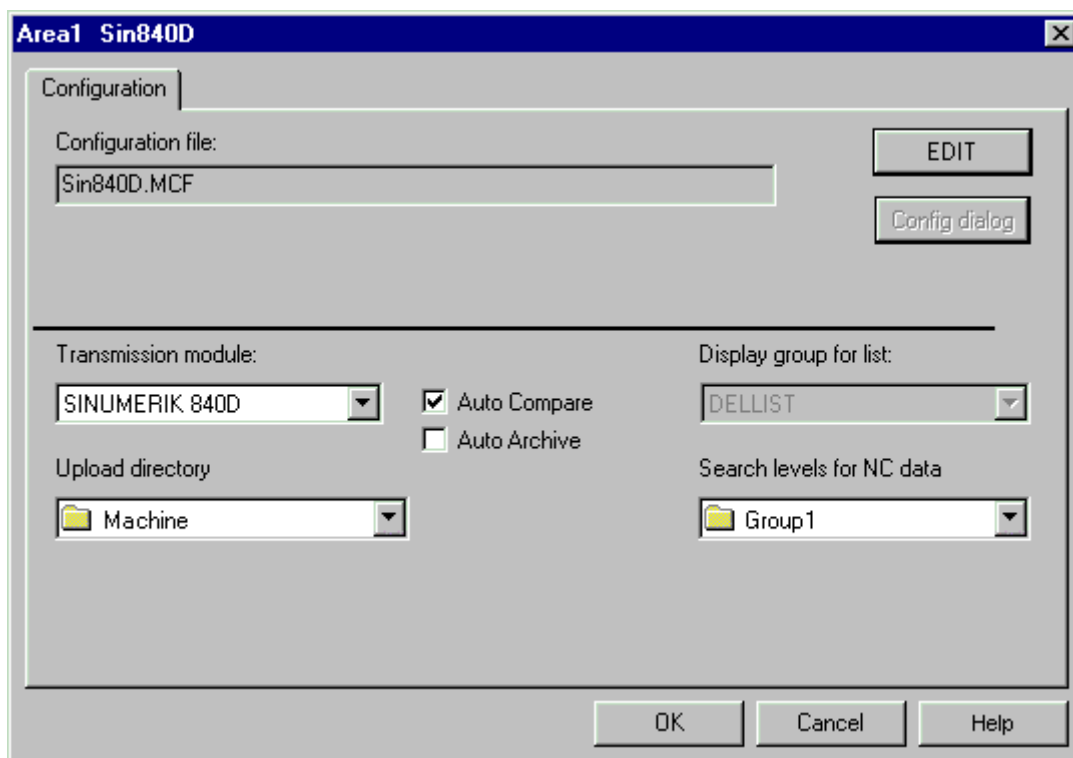 Area1 Sin840D
Configuration
Configuration file:
EDIT
Sin840D.MCF
Config dialog
Transmission module:
Display group for list:
SINUMERIK 840D
Auto Compare
DELLIST
Auto Archive
Upload directory
Search levels for NC data
Machine
Group1
OK
Cancel
Help